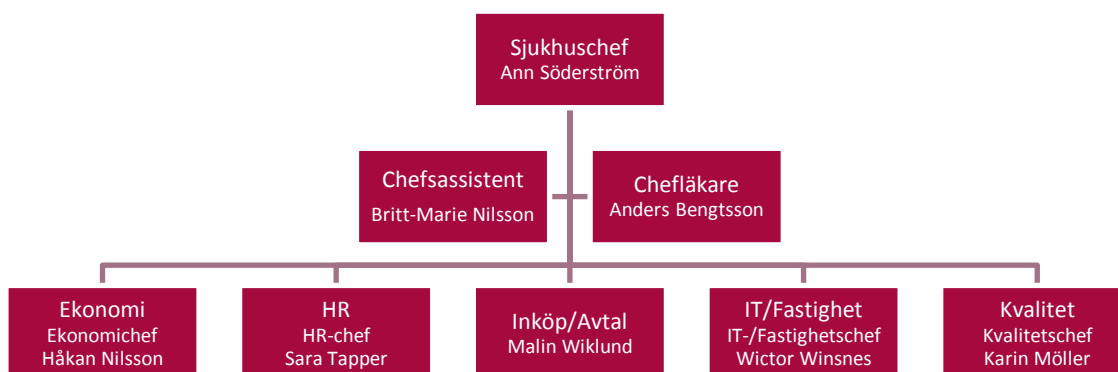 Sjukhuschef
Ann Söderström
Chefsassistent
Britt-Marie Nilsson
Chefläkare
Anders Bengtsson
Ekonomi
Ekonomichef
Håkan Nilsson
HR
HR-chef
Sara Tapper
Inköp/Avtal
Malin Wiklund
IT/Fastighet
IT-/Fastighetschef
Wictor Winsnes
Kvalitet
Kvalitetschef
Karin Möller